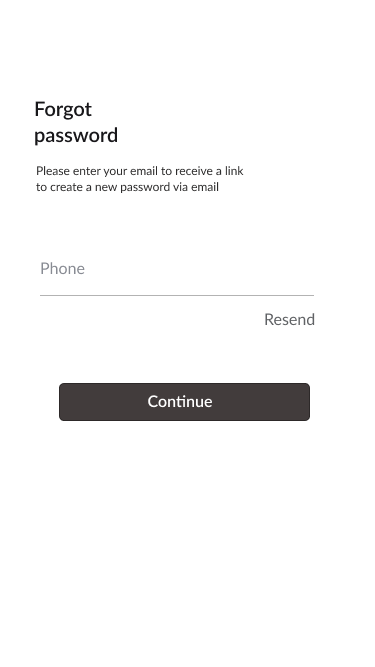 Forgot
password
Please enter your email to receive a link
to create a new password via email
Phone
Resend
Continue